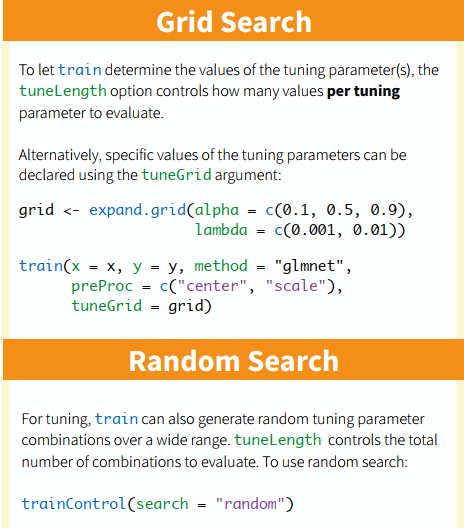 Grid Search
To let train determine the values of the tuning parameter(s), the
tuneLength option controls how many values per tuning
parameter to evaluate.
Alternatively, specific values of the tuning parameters can be
declared using the tuneGrid argument:
grid <- expand.grid(alpha = c(0.1, 0.5, 0.9),
lambda = c(0.001, 0.01))
train(x = x, y = y, method = "glmnet",
preProc = c("center", "scale"),
tuneGrid = grid)
Random Search
For tuning, train can also generate random tuning parameter
combinations over a wide range. tuneLength controls the total
number of combinations to evaluate. To use random search:
trainControl(search = "random")